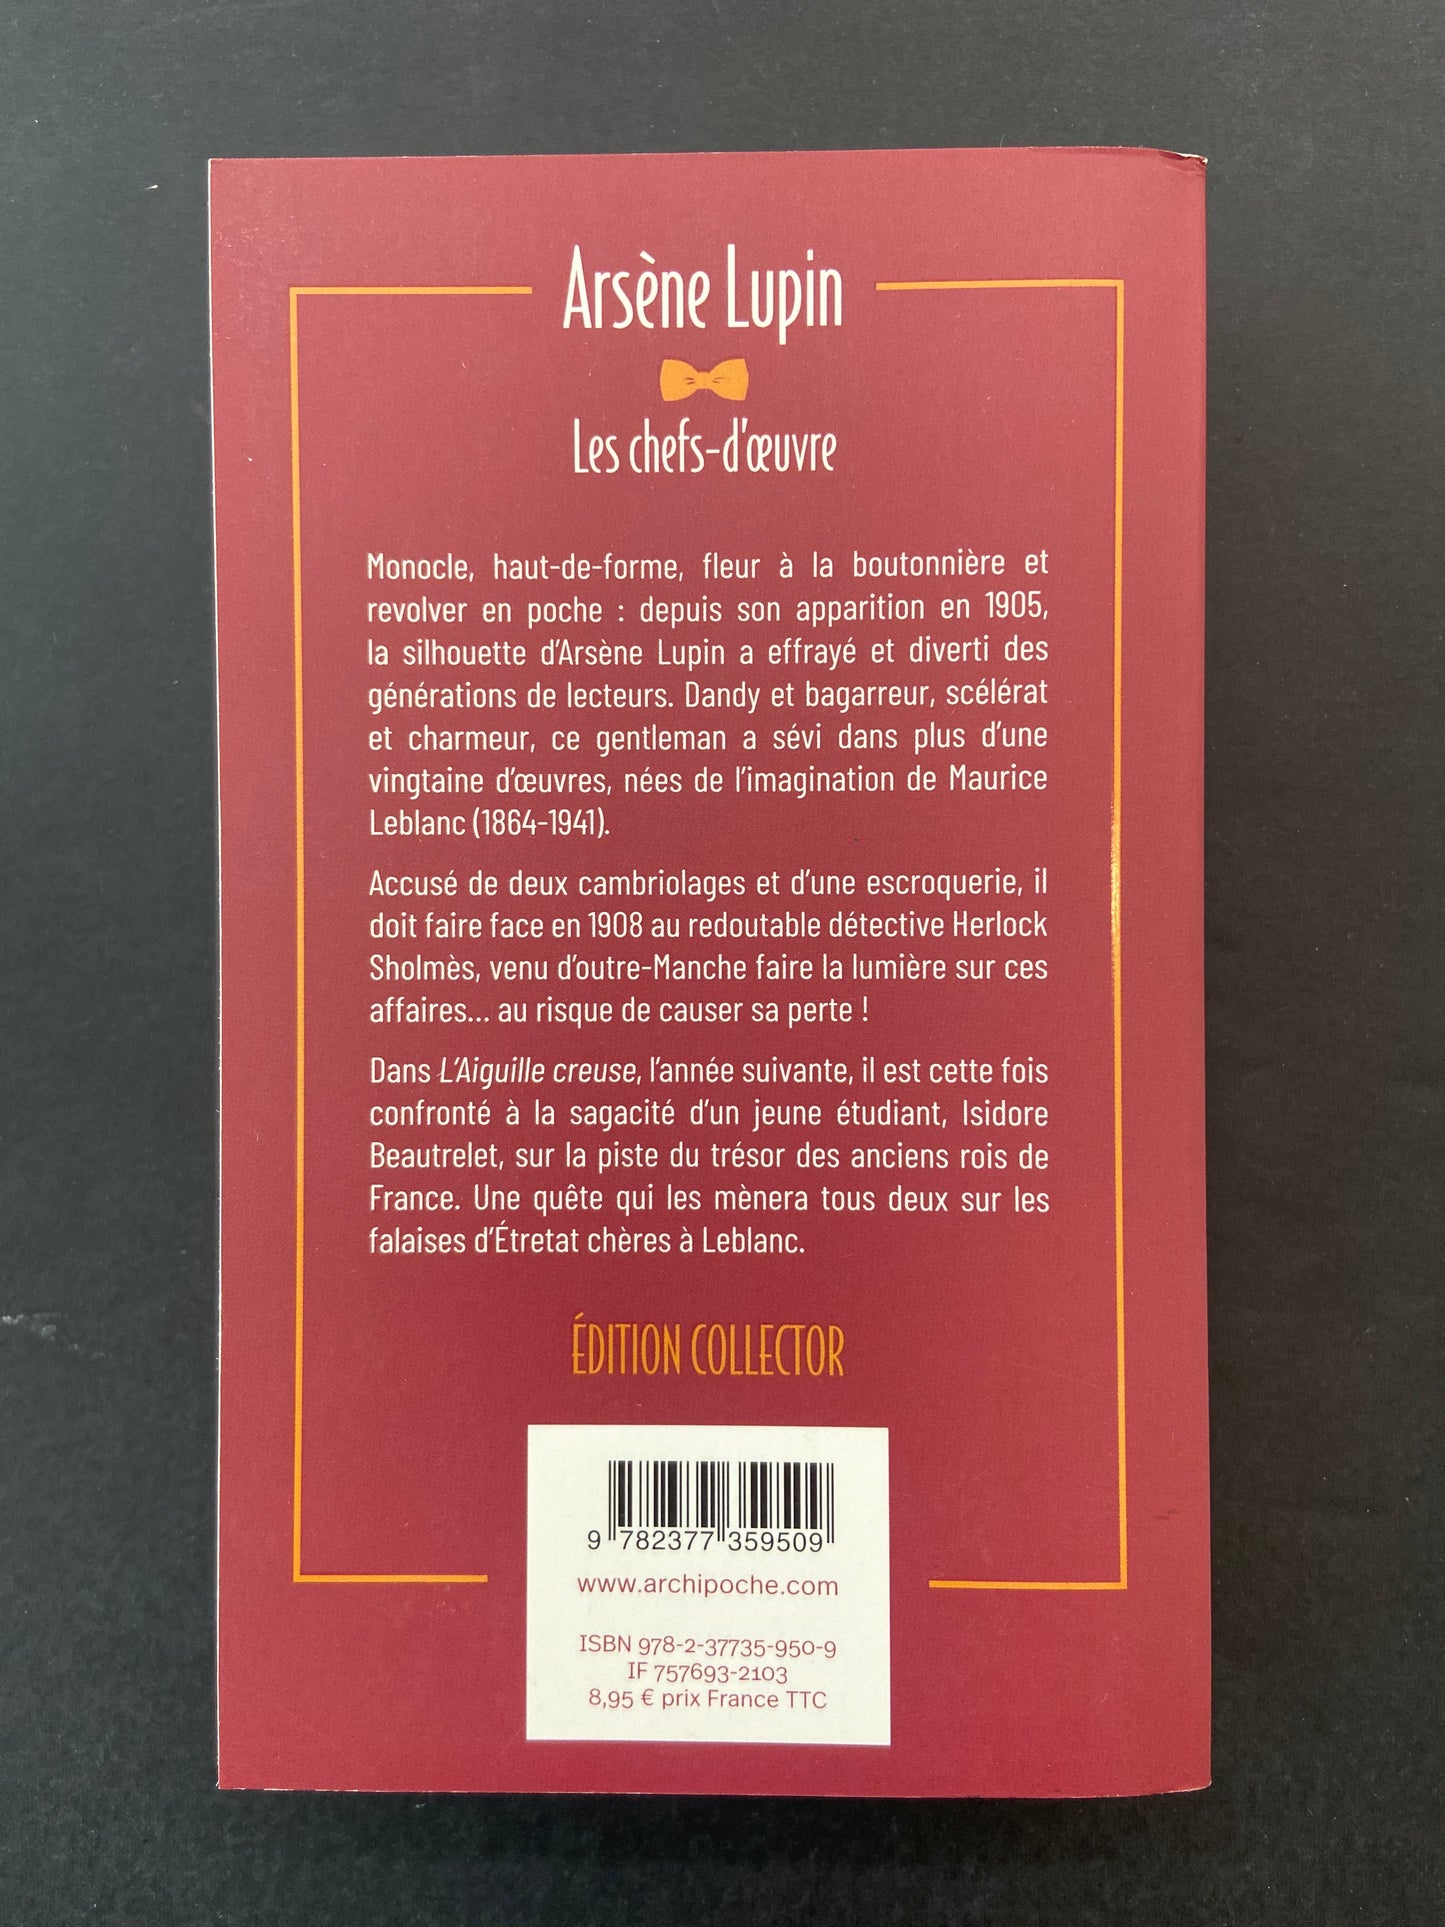 Arsène Lupin
Les chefs-d'œuvre
Monocle, haut-de-forme, fleur à la boutonnière et
revolver en poche : depuis son apparition en 1905,
la silhouette d'Arsène Lupin a effrayé et diverti des
générations de lecteurs. Dandy et bagarreur, scélérat
et charmeur, ce gentleman a sévi dans plus d'une
vingtaine d'œuvres, nées de l'imagination de Maurice
Leblanc (1864-1941).
Accusé de deux cambriolages et d'une escroquerie, il
doit faire face en 1908 au redoutable détective Herlock
Sholmès, venu d'outre-Manche faire la lumière sur ces
affaires... au risque de causer sa perte !
Dans L'Aiguille creuse, l'année suivante, il est cette fois
confronté à la sagacité d'un jeune étudiant, Isidore
Beautrelet, sur la piste du trésor des anciens rois de
France. Une quête qui les mènera tous deux sur les
falaises d'Étretat chères à Leblanc.
ÉDITION COLLECTOR
9 782377 359509
www.archipoche.com
ISBN 978-2-37735-950-9
IF 757693-2103
8,95 € prix France TTC